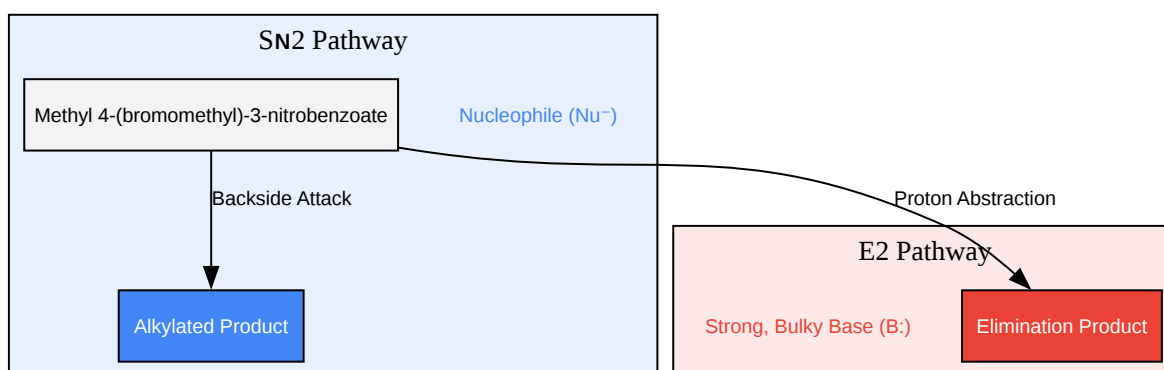 Sɴ2 Pathway
Methyl 4-(bromomethyl)-3-nitrobenzoate
Nucleophile (Nu⁻)
Backside Attack
Proton Abstraction
E2 Pathway
Alkylated Product
Strong, Bulky Base (B:)
Elimination Product